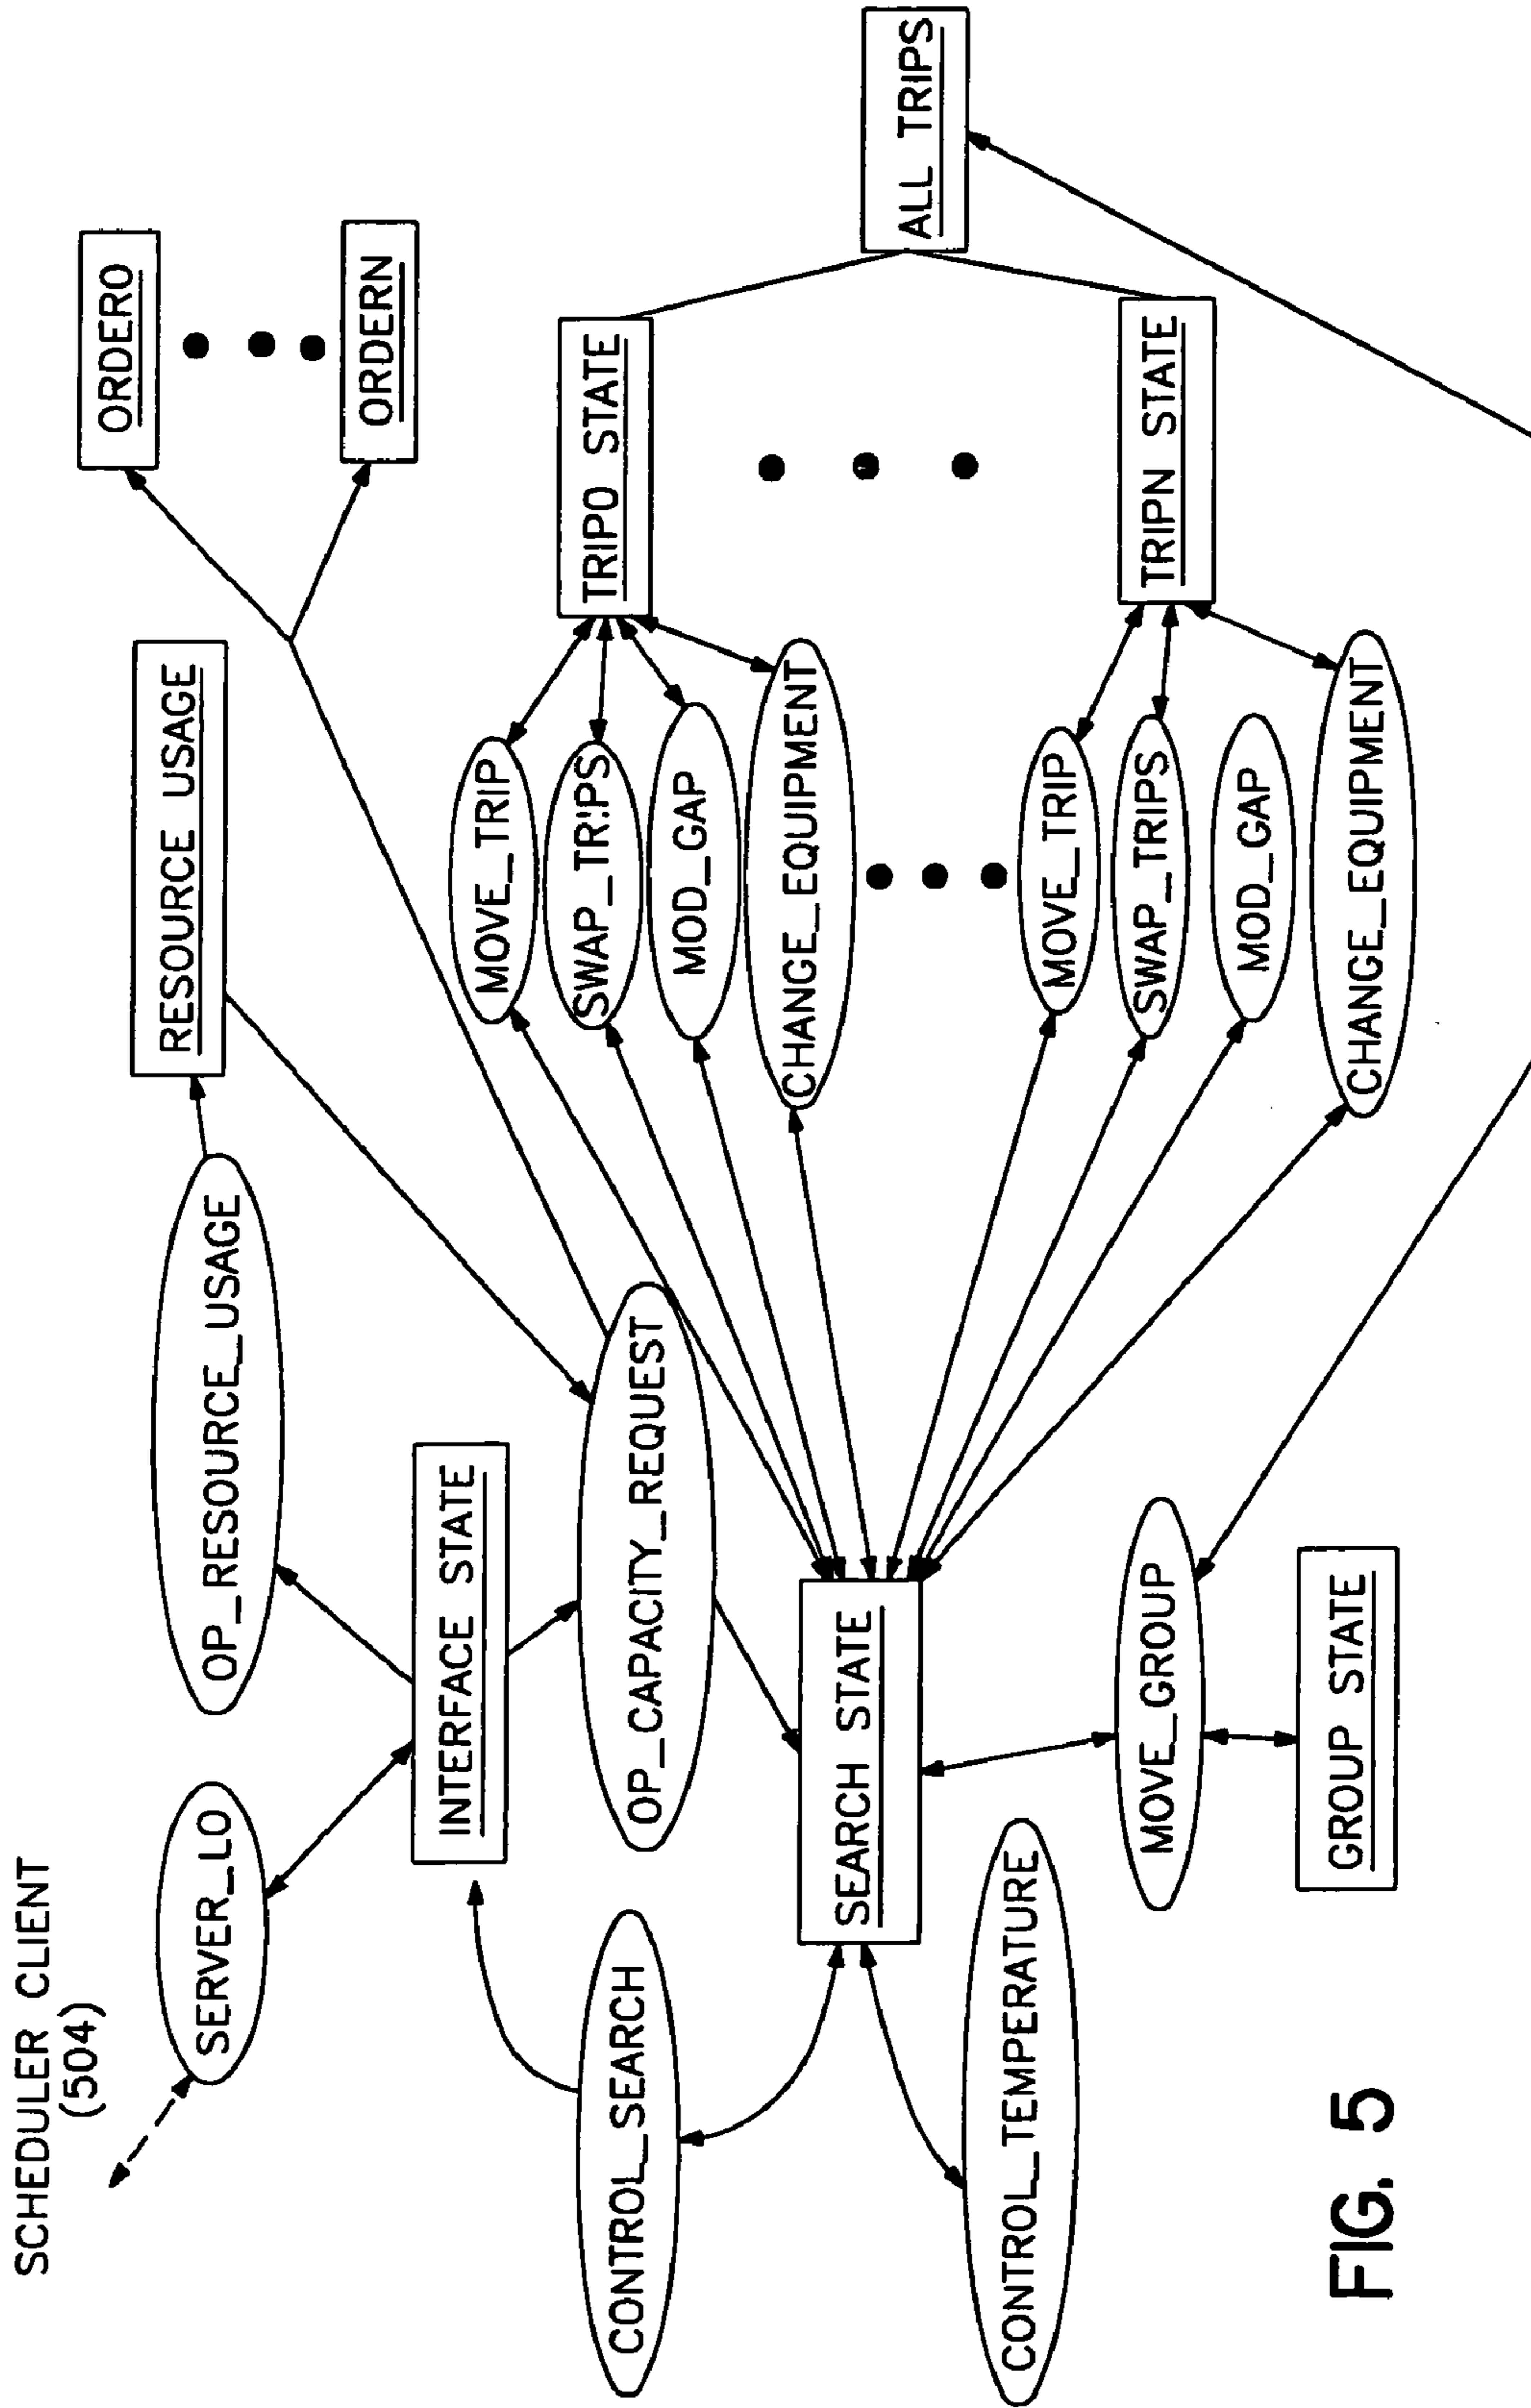 SCHEDULER CLIENT
(504)
SERVER_LO
OP_RESOURCE_USAGE
RESOURCE USAGE
ORDERO
ORDERN
INTERFACE STATE
CONTROL_SEARCH
OP_CAPACITY_REQUEST
MOVE_TRIP
SWAP_TRIPS
MOD_GAP
CHANGE_EQUIPMENT
TRIPO STATE
ALL TRIPS
SEARCH STATE
CONTROL_TEMPERATURE
MOVE_TRIP
SWAP_TRIPS
MOD_GAP
CHANGE_EQUIPMENT
TRIPN STATE
MOVE_GROUP
GROUP STATE
FIG. 5